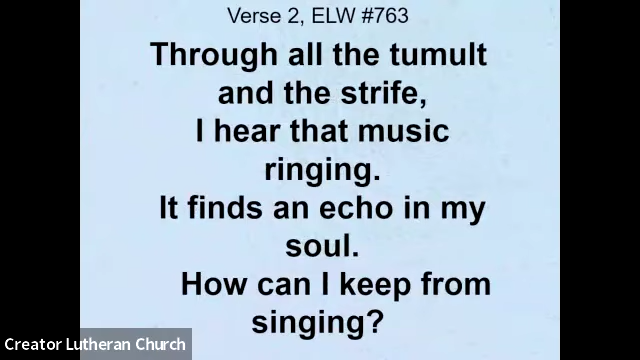 Verse 2, ELW #763
Through all the tumult
and the strife,
I hear that music
ringing.
It finds an echo in my
soul.
How can I keep from
singing?
Creator Lutheran Church